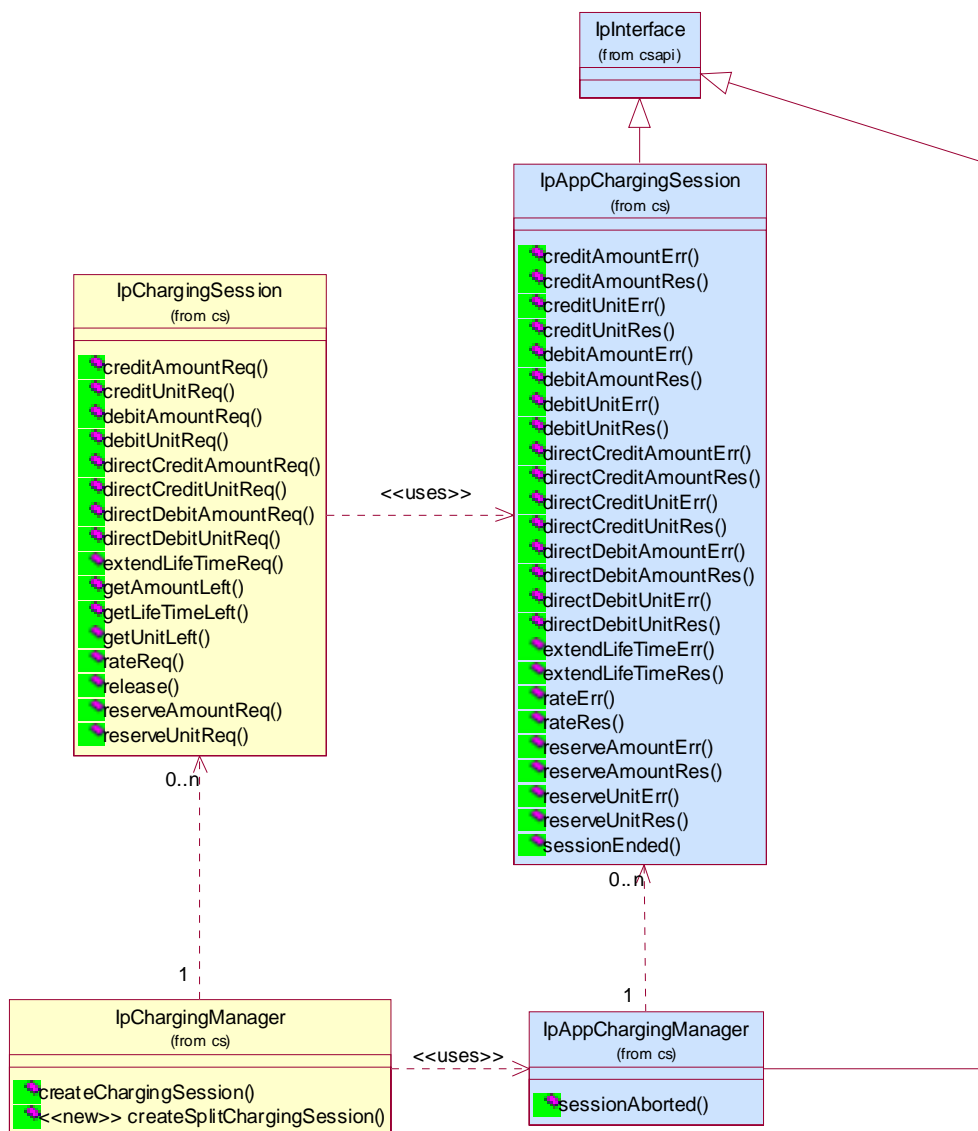 IpInterface
(from csapi)
IpAppChargingSession
(from cs)
creditAmountErr()
creditAmountRes()
creditUnitErr()
creditUnitRes()
debitAmountErr()
debitAmountRes()
debitUnitErr()
debitUnitRes()
directCreditAmountErr()
directCreditAmountRes()
directCreditUnitErr()
directCreditUnitRes()
directDebitAmountErr()
directDebitAmountRes()
directDebitUnitErr()
directDebitUnitRes()
extendLifeTimeErr()
extendLifeTimeRes()
rateErr()
rateRes()
reserveAmountErr()
reserveAmountRes()
reserveUnitErr()
reserveUnitRes()
sessionEnded()
IpChargingSession
(from cs)
creditAmountReq()
creditUnitReq()
debitAmountReq()
debitUnitReq()
directCreditAmountReq()
directCreditUnitReq()
directDebitAmountReq()
directDebitUnitReq()
extendLifeTimeReq()
getAmountLeft()
getLifeTimeLeft()
getUnitLeft()
rateReq()
release()
reserveAmountReq()
reserveUnitReq()
<<uses>>
0..n
0..n
1
1
IpChargingManager
(from cs)
createChargingSession()
<<new>> createSplitChargingSession()
<<uses>>
IpAppChargingManager
(from cs)
sessionAborted()